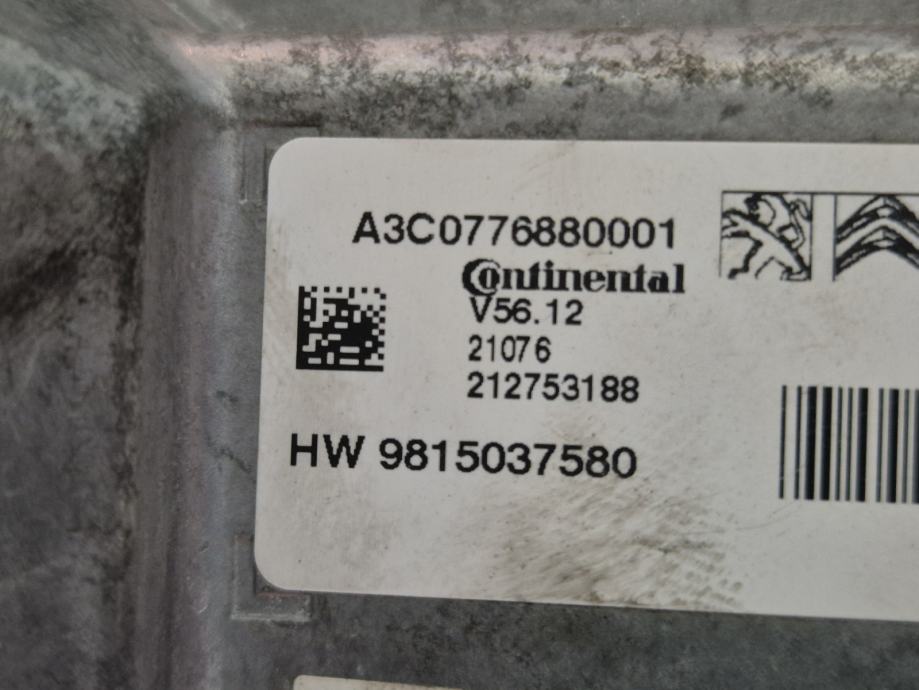 A3C0776880001
Continental
V56.12
21076
212753188
HW 9815037580